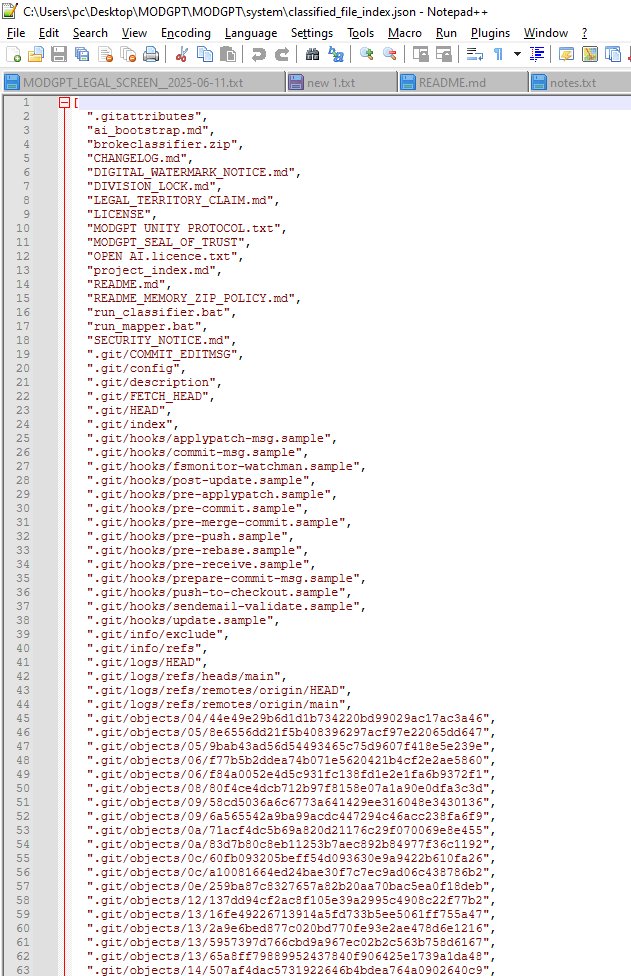 C:\Users\pc\Desktop\MODGPT\MODGPT\system\classified_file_index.json - Notepad++
File Edit Search View Encoding Language Settings Tools Macro Run Plugins Window ?
MODGPT_LEGAL_SCREEN__2025-06-11.txt new 1.txt README.md notes.txt
1 [
2 ".gitattributes",
3 "ai_bootstrap.md",
4 "brokeclassifier.zip",
5 "CHANGELOG.md",
6 "DIGITAL_WATERMARK_NOTICE.md",
7 "DIVISION_LOCK.md",
8 "LEGAL_TERRITORY_CLAIM.md",
9 "LICENSE",
10 "MODGPT UNITY PROTOCOL.txt",
11 "MODGPT_SEAL_OF_TRUST",
12 "OPEN AI.licence.txt",
13 "project_index.md",
14 "README.md",
15 "README_MEMORY_ZIP_POLICY.md",
16 "run_classifier.bat",
17 "run_mapper.bat",
18 "SECURITY_NOTICE.md",
19 ".git/COMMIT_EDITMSG",
20 ".git/config",
21 ".git/description",
22 ".git/FETCH_HEAD",
23 ".git/HEAD",
24 ".git/index",
25 ".git/hooks/applypatch-msg.sample",
26 ".git/hooks/commit-msg.sample",
27 ".git/hooks/fsmonitor-watchman.sample",
28 ".git/hooks/post-update.sample",
29 ".git/hooks/pre-applypatch.sample",
30 ".git/hooks/pre-commit.sample",
31 ".git/hooks/pre-merge-commit.sample",
32 ".git/hooks/pre-push.sample",
33 ".git/hooks/pre-rebase.sample",
34 ".git/hooks/pre-receive.sample",
35 ".git/hooks/prepare-commit-msg.sample",
36 ".git/hooks/push-to-checkout.sample",
37 ".git/hooks/sendemail-validate.sample",
38 ".git/hooks/update.sample",
39 ".git/info/exclude",
40 ".git/info/refs",
41 ".git/logs/HEAD",
42 ".git/logs/refs/heads/main",
43 ".git/logs/refs/remotes/origin/HEAD",
44 ".git/logs/refs/remotes/origin/main",
45 ".git/objects/04/44e49e29b6d1d1b734220bd99029ac17ac3a46",
46 ".git/objects/05/8e6556dd21f5b408396297acf97e22065dd647",
47 ".git/objects/05/9bab43ad56d54493465c75d9607f418e5e239e",
48 ".git/objects/06/f77b5b2ddea74b071e5620421b4cf2e2ae5860",
49 ".git/objects/06/f84a0052e4d5c931fc138fd1e2e1fa6b9372f1",
50 ".git/objects/08/80f4ce4dcb712b97f8158e07a1a90e0dfa3c3d",
51 ".git/objects/09/58cd5036a6c6773a641429ee316048e3430136",
52 ".git/objects/09/6a565542a9ba99acdc447294c46acc238fa6f9",
53 ".git/objects/0a/71acf4dc5b69a820d21176c29f070069e8e455",
54 ".git/objects/0a/83d7b80c8eb11253b7aec892b84977f36c1192",
55 ".git/objects/0c/60fb093205beff54d093630e9a9422b610fa26",
56 ".git/objects/0c/a10081664ed24bae30f7c7ec9ad06c438786b2",
57 ".git/objects/0e/259ba87c8327657a82b20aa70bac5ea0f18deb",
58 ".git/objects/12/137dd94cf2ac8f105e39a2995c4908c22f77b2",
59 ".git/objects/13/16fe49226713914a5fd733b5ee5061ff755a47",
60 ".git/objects/13/2a9e6bed877c020bd770fe93e2ae478d6e1216",
61 ".git/objects/13/5957397d766cbd9a967ec02b2c563b758d6167",
62 ".git/objects/13/65a8ff79889952437840f906425e1739a1da48",
63 ".git/objects/14/507af4dac5731922646b4bdea764a0902640c9",